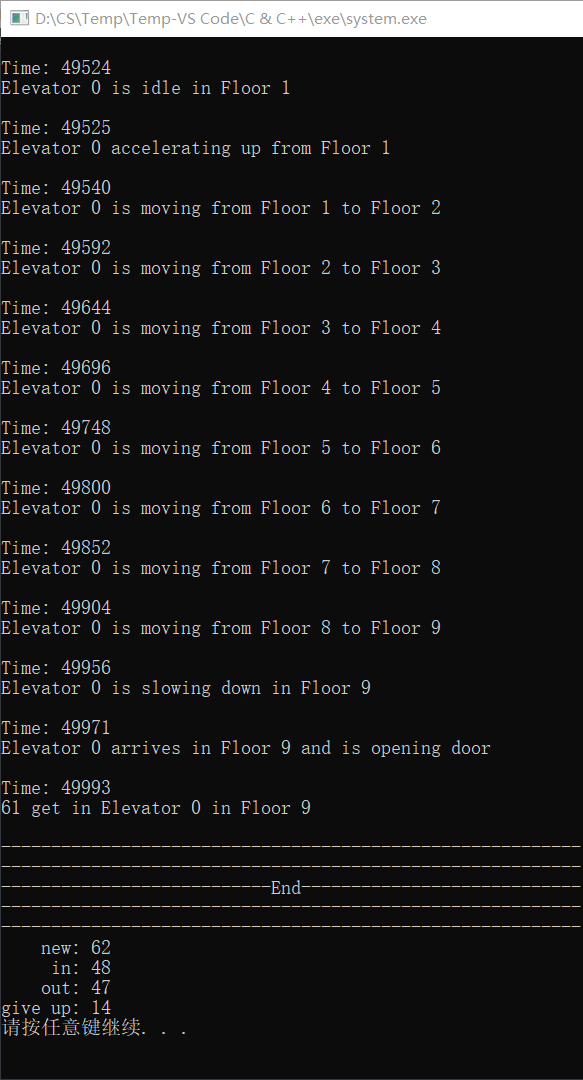 D:\CS\Temp\Temp-VS Code\C & C++\exe\system.exe
Time: 49524
Elevator 0 is idle in Floor 1
Time: 49525
Elevator 0 accelerating up from Floor 1
Time: 49540
Elevator 0 is moving from Floor 1 to Floor 2
Time: 49592
Elevator 0 is moving from Floor 2 to Floor 3
Time: 49644
Elevator 0 is moving from Floor 3 to Floor 4
Time: 49696
Elevator 0 is moving from Floor 4 to Floor 5
Time: 49748
Elevator 0 is moving from Floor 5 to Floor 6
Time: 49800
Elevator 0 is moving from Floor 6 to Floor 7
Time: 49852
Elevator 0 is moving from Floor 7 to Floor 8
Time: 49904
Elevator 0 is moving from Floor 8 to Floor 9
Time: 49956
Elevator 0 is slowing down in Floor 9
Time: 49971
Elevator 0 arrives in Floor 9 and is opening door
Time: 49993
61 get in Elevator 0 in Floor 9
----------------------------------------------------------
----------------------------------------------------------
---------------------------End----------------------------
----------------------------------------------------------
----------------------------------------------------------
new: 62
in: 48
out: 47
give up: 14
请按任意键继续. . .